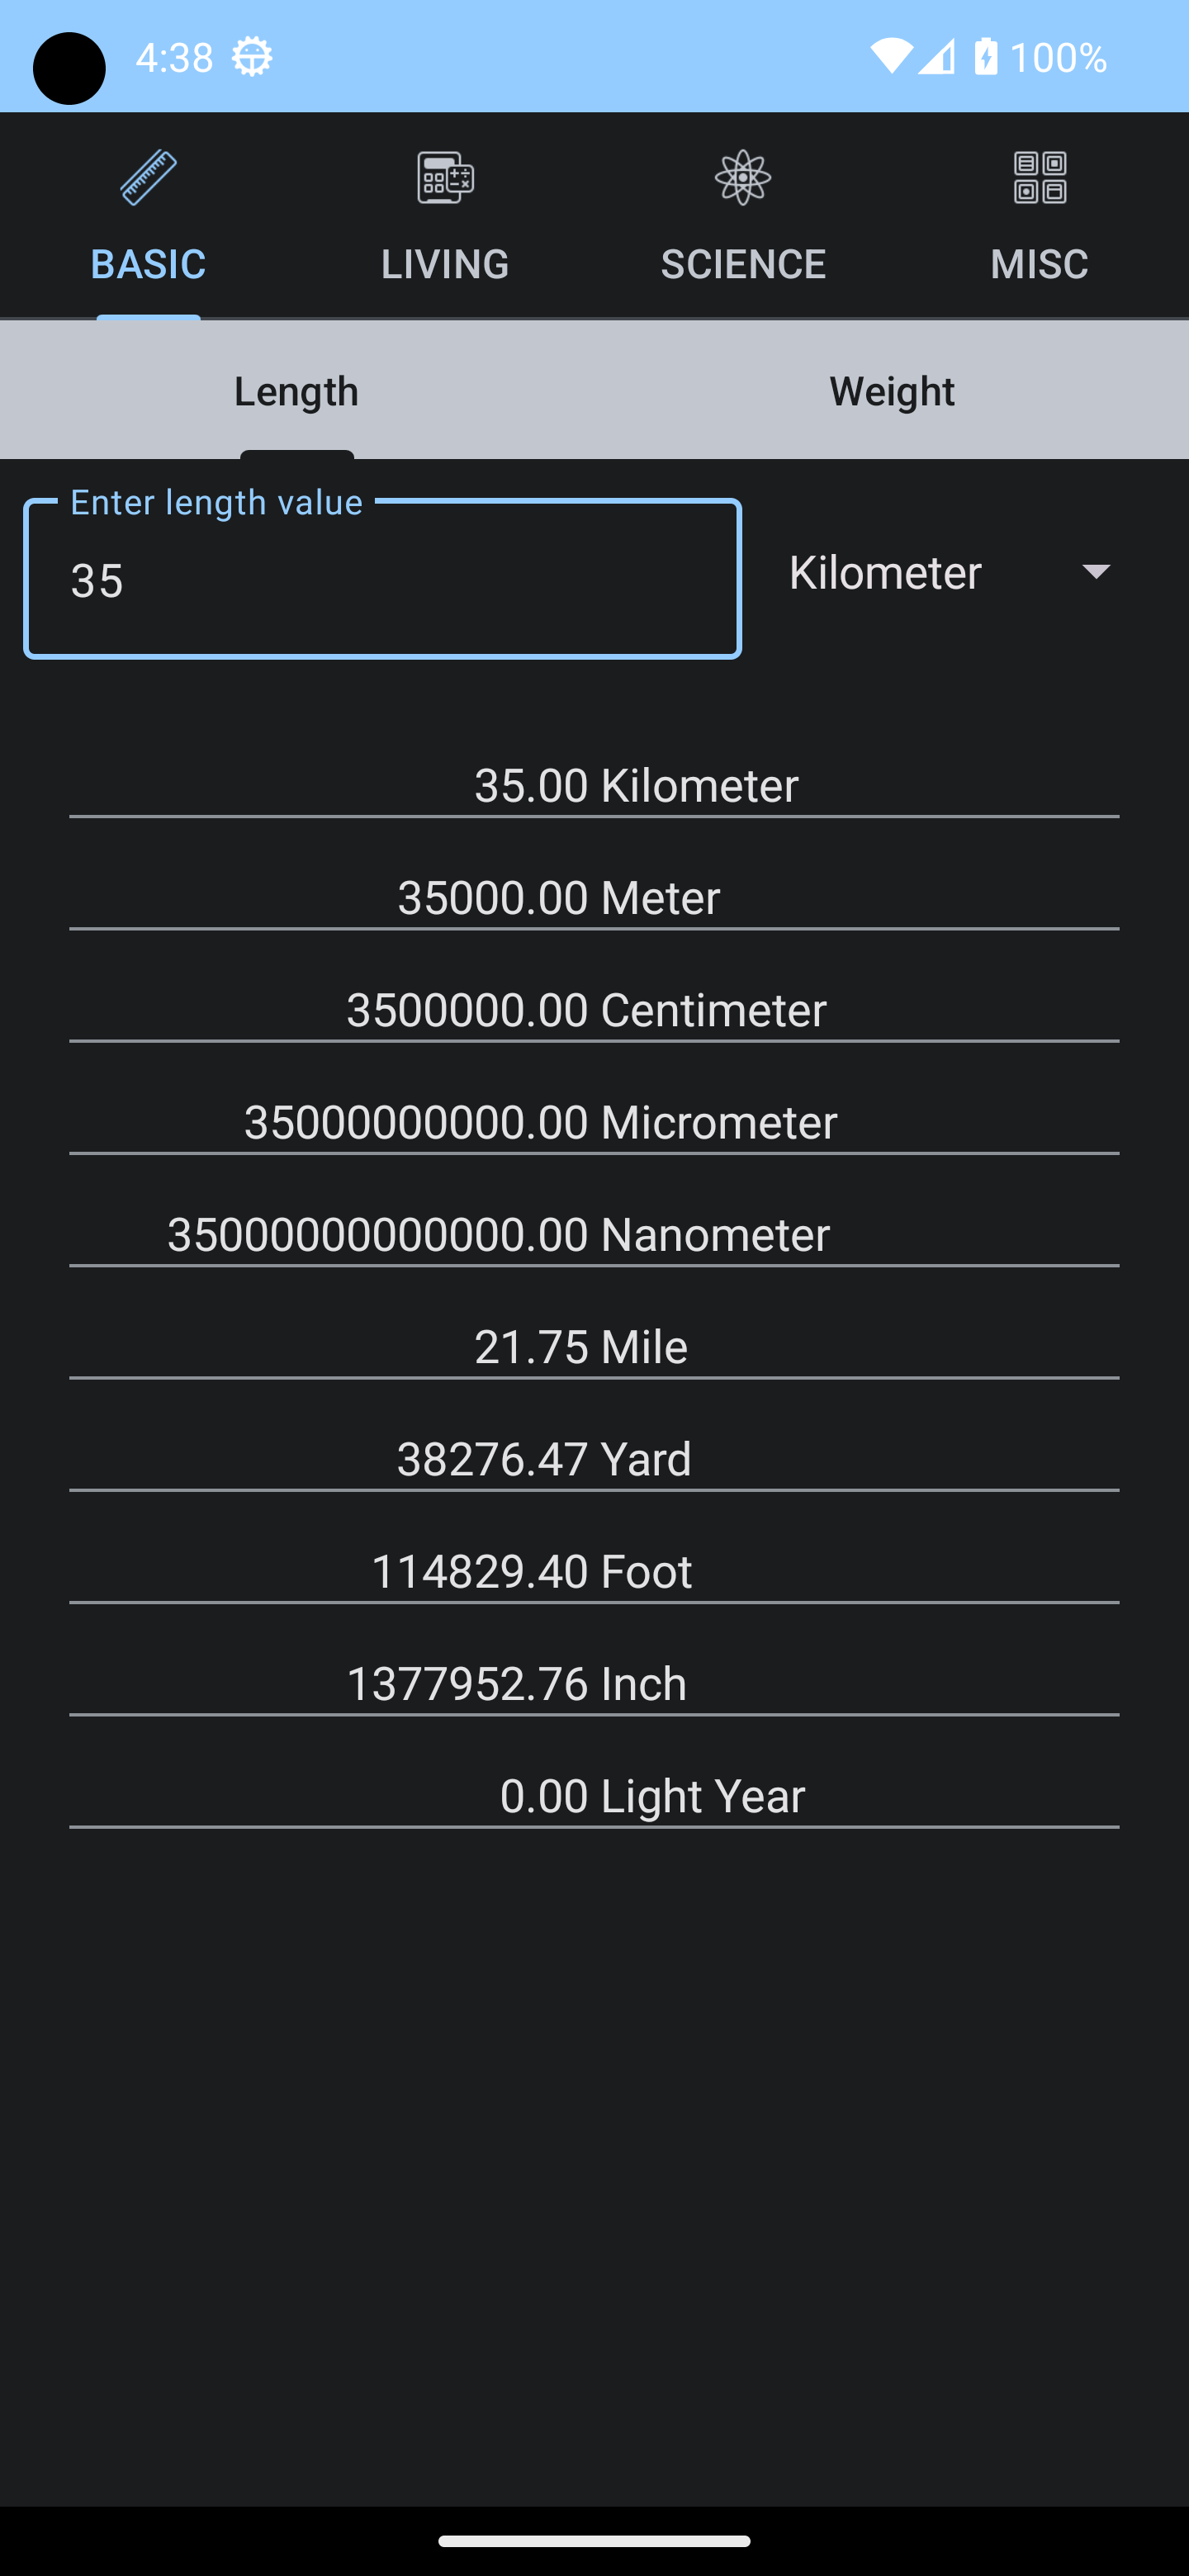 4:38 100%
BASIC LIVING SCIENCE MISC
Length Weight
Enter length value
35 Kilometer
35.00 Kilometer
35000.00 Meter
3500000.00 Centimeter
35000000000.00 Micrometer
35000000000000.00 Nanometer
21.75 Mile
38276.47 Yard
114829.40 Foot
1377952.76 Inch
0.00 Light Year